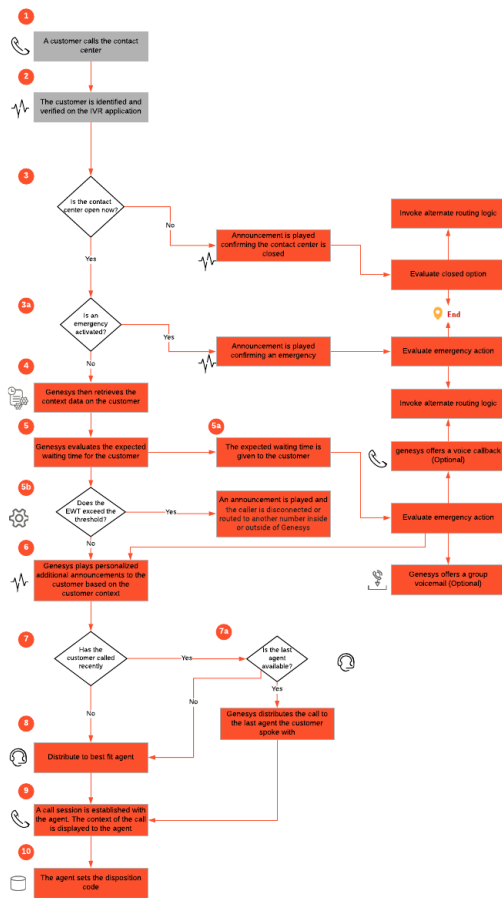 1
A customer calls the contact
center
2
The customer is identified and
verified on the IVR application
3
Is the contact
center open now?
No
Announcement is played
confirming the contact center is
closed
Invoke alternate routing logic
Evaluate closed option
End
Yes
3a
Is an
emergency
activated?
Yes
Announcement is played
confirming an emergency
Evaluate emergency action
No
4
Genesys then retrieves the
context data on the customer
Invoke alternate routing logic
5
Genesys evaluates the expected
waiting time for the customer
5a
The expected waiting time is
given to the customer
genesys offers a voice callback
(Optional)
5b
Does the
EWT exceed the
threshold?
Yes
An announcement is played and
the caller is disconnected or
routed to another number inside
or outside of Genesys
Evaluate emergency action
No
6
Genesys plays personalized
additional announcements to the
customer based on the
customer context
Genesys offers a group
voicemail (Optional)
7
Has the
customer called
recently
Yes
7a
Is the last
agent
available?
Yes
No
No
Genesys distributes the call to
the last agent the customer
spoke with
8
Distribute to best fit agent
9
A call session is established with
the agent. The context of the call
is displayed to the agent
10
The agent sets the disposition
code